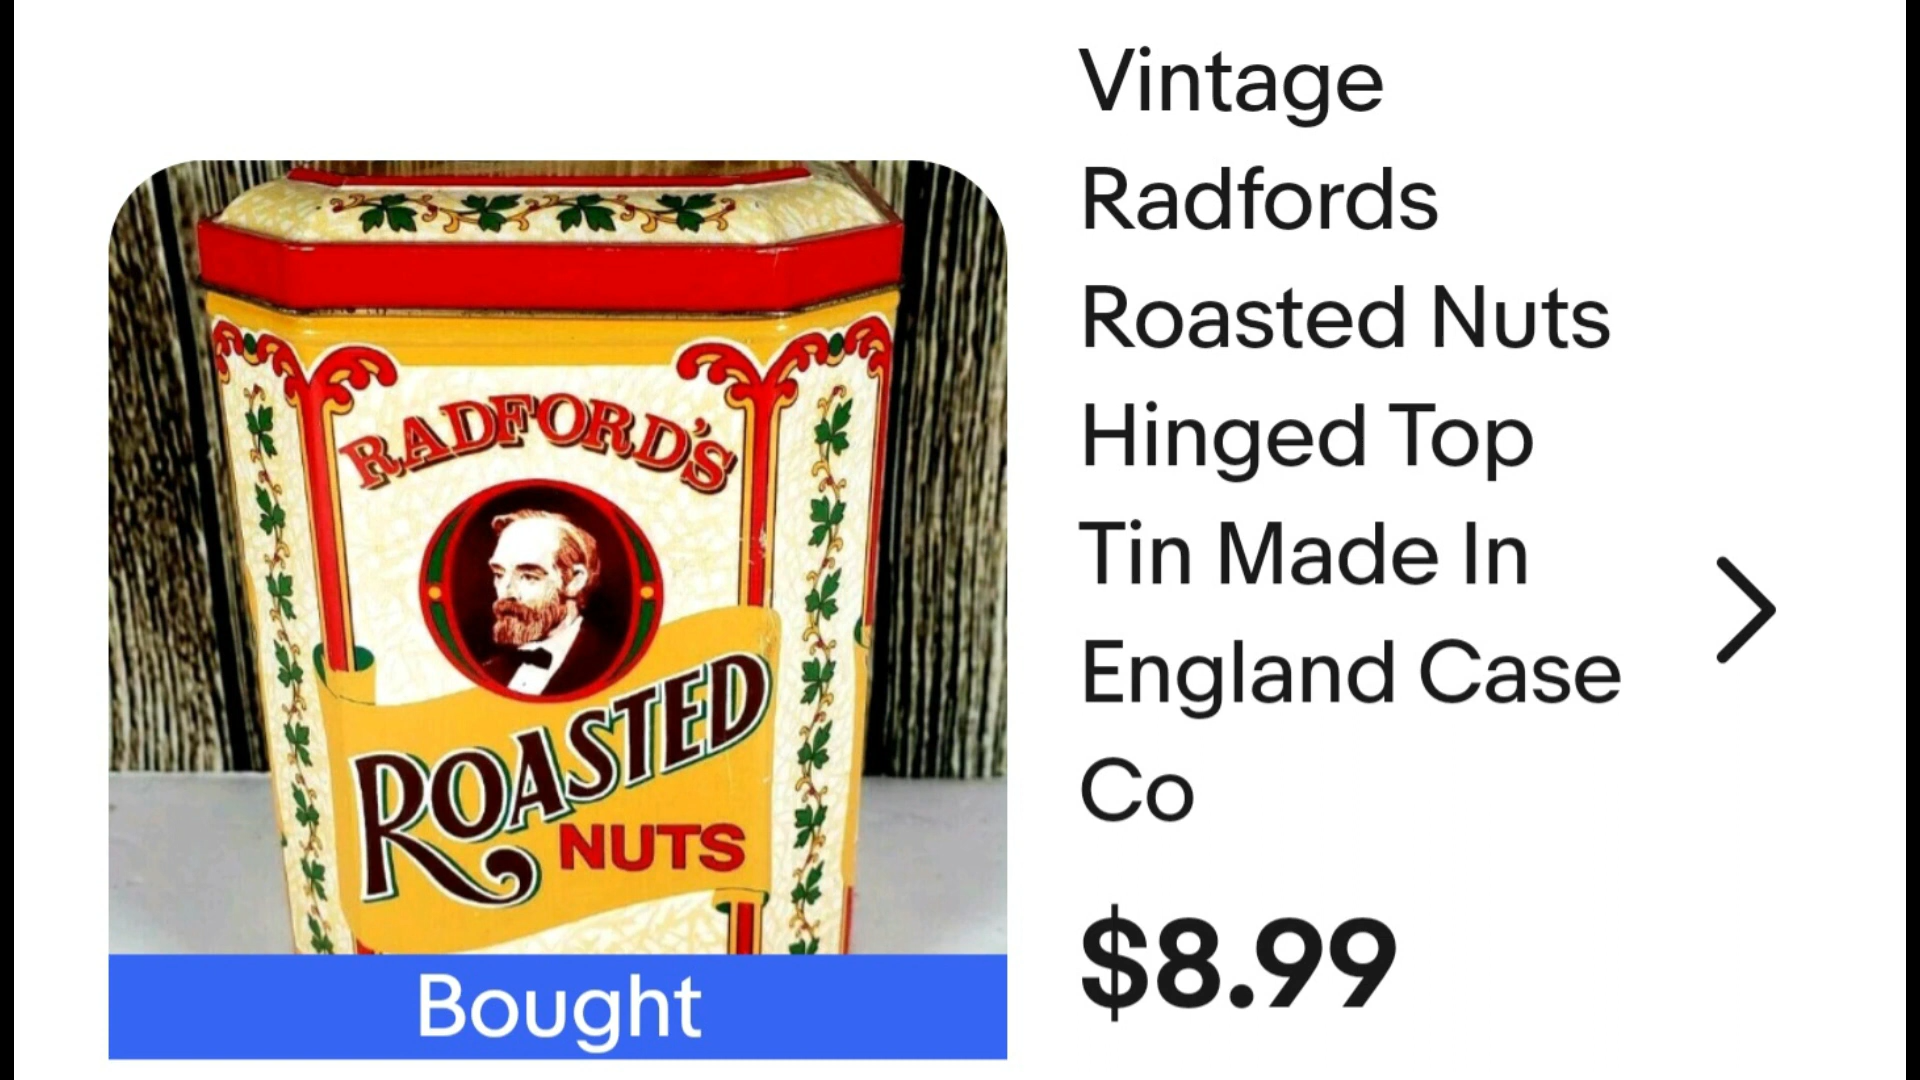 RADFORD'S
ROASTED
NUTS
Bought
Vintage
Radfords
Roasted Nuts
Hinged Top
Tin Made In
England Case
Co
$8.99